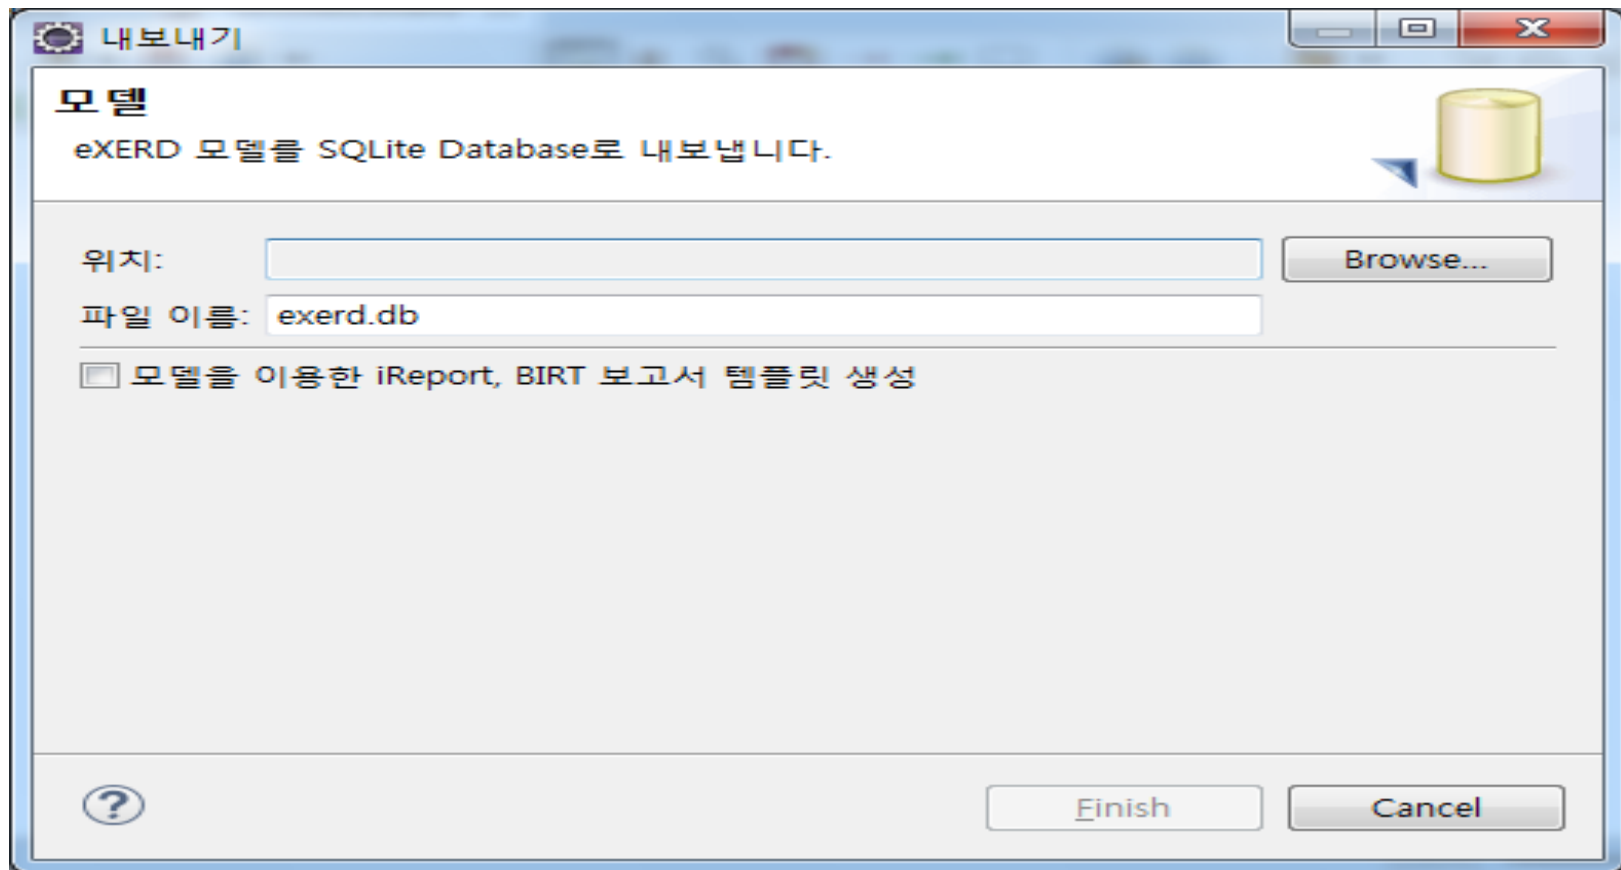 내보내기
모델
eXERD 모델를 SQLite Database로 내보냅니다.
위치: Browse...
파일 이름: exerd.db
모델을 이용한 iReport, BIRT 보고서 템플릿 생성
? Finish Cancel